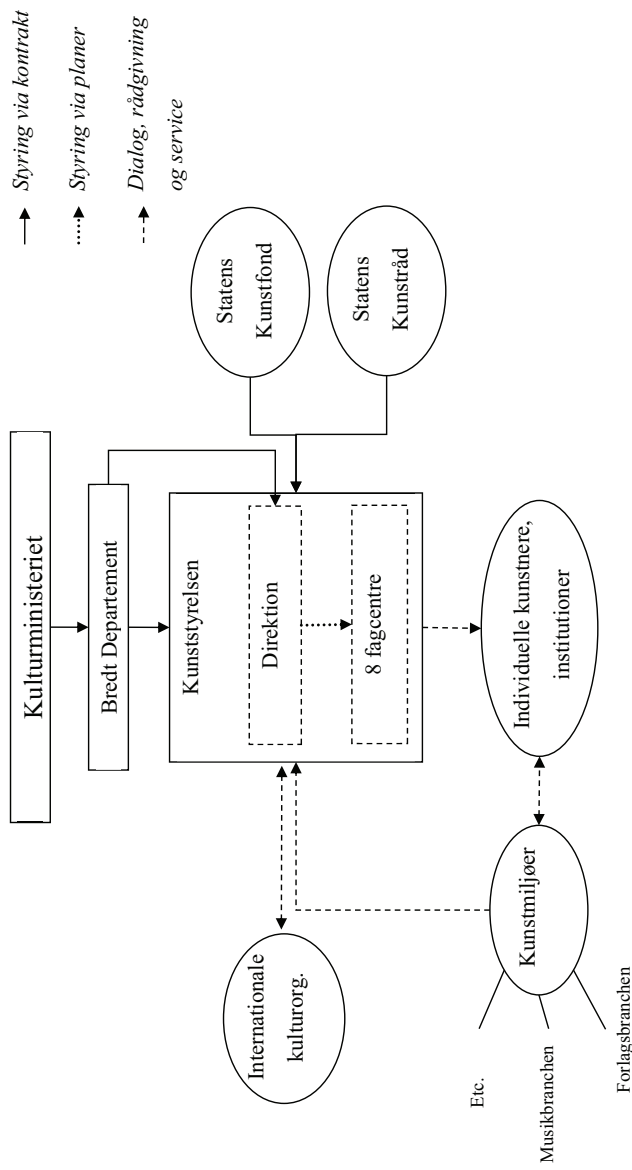 Kulturministeriet
Styring via kontrakt
Styring via planer
Dialog, rådgivning
og service
Bredt Departement
Kunststyrelsen
Direktion
8 fagcentre
Statens
Kunstfond
Statens
Kunstråd
Internationale
kulturorg.
Kunstmiljøer
Individuelle kunstnere,
institutioner
Etc.
Musikbranchen
Forlagsbranchen